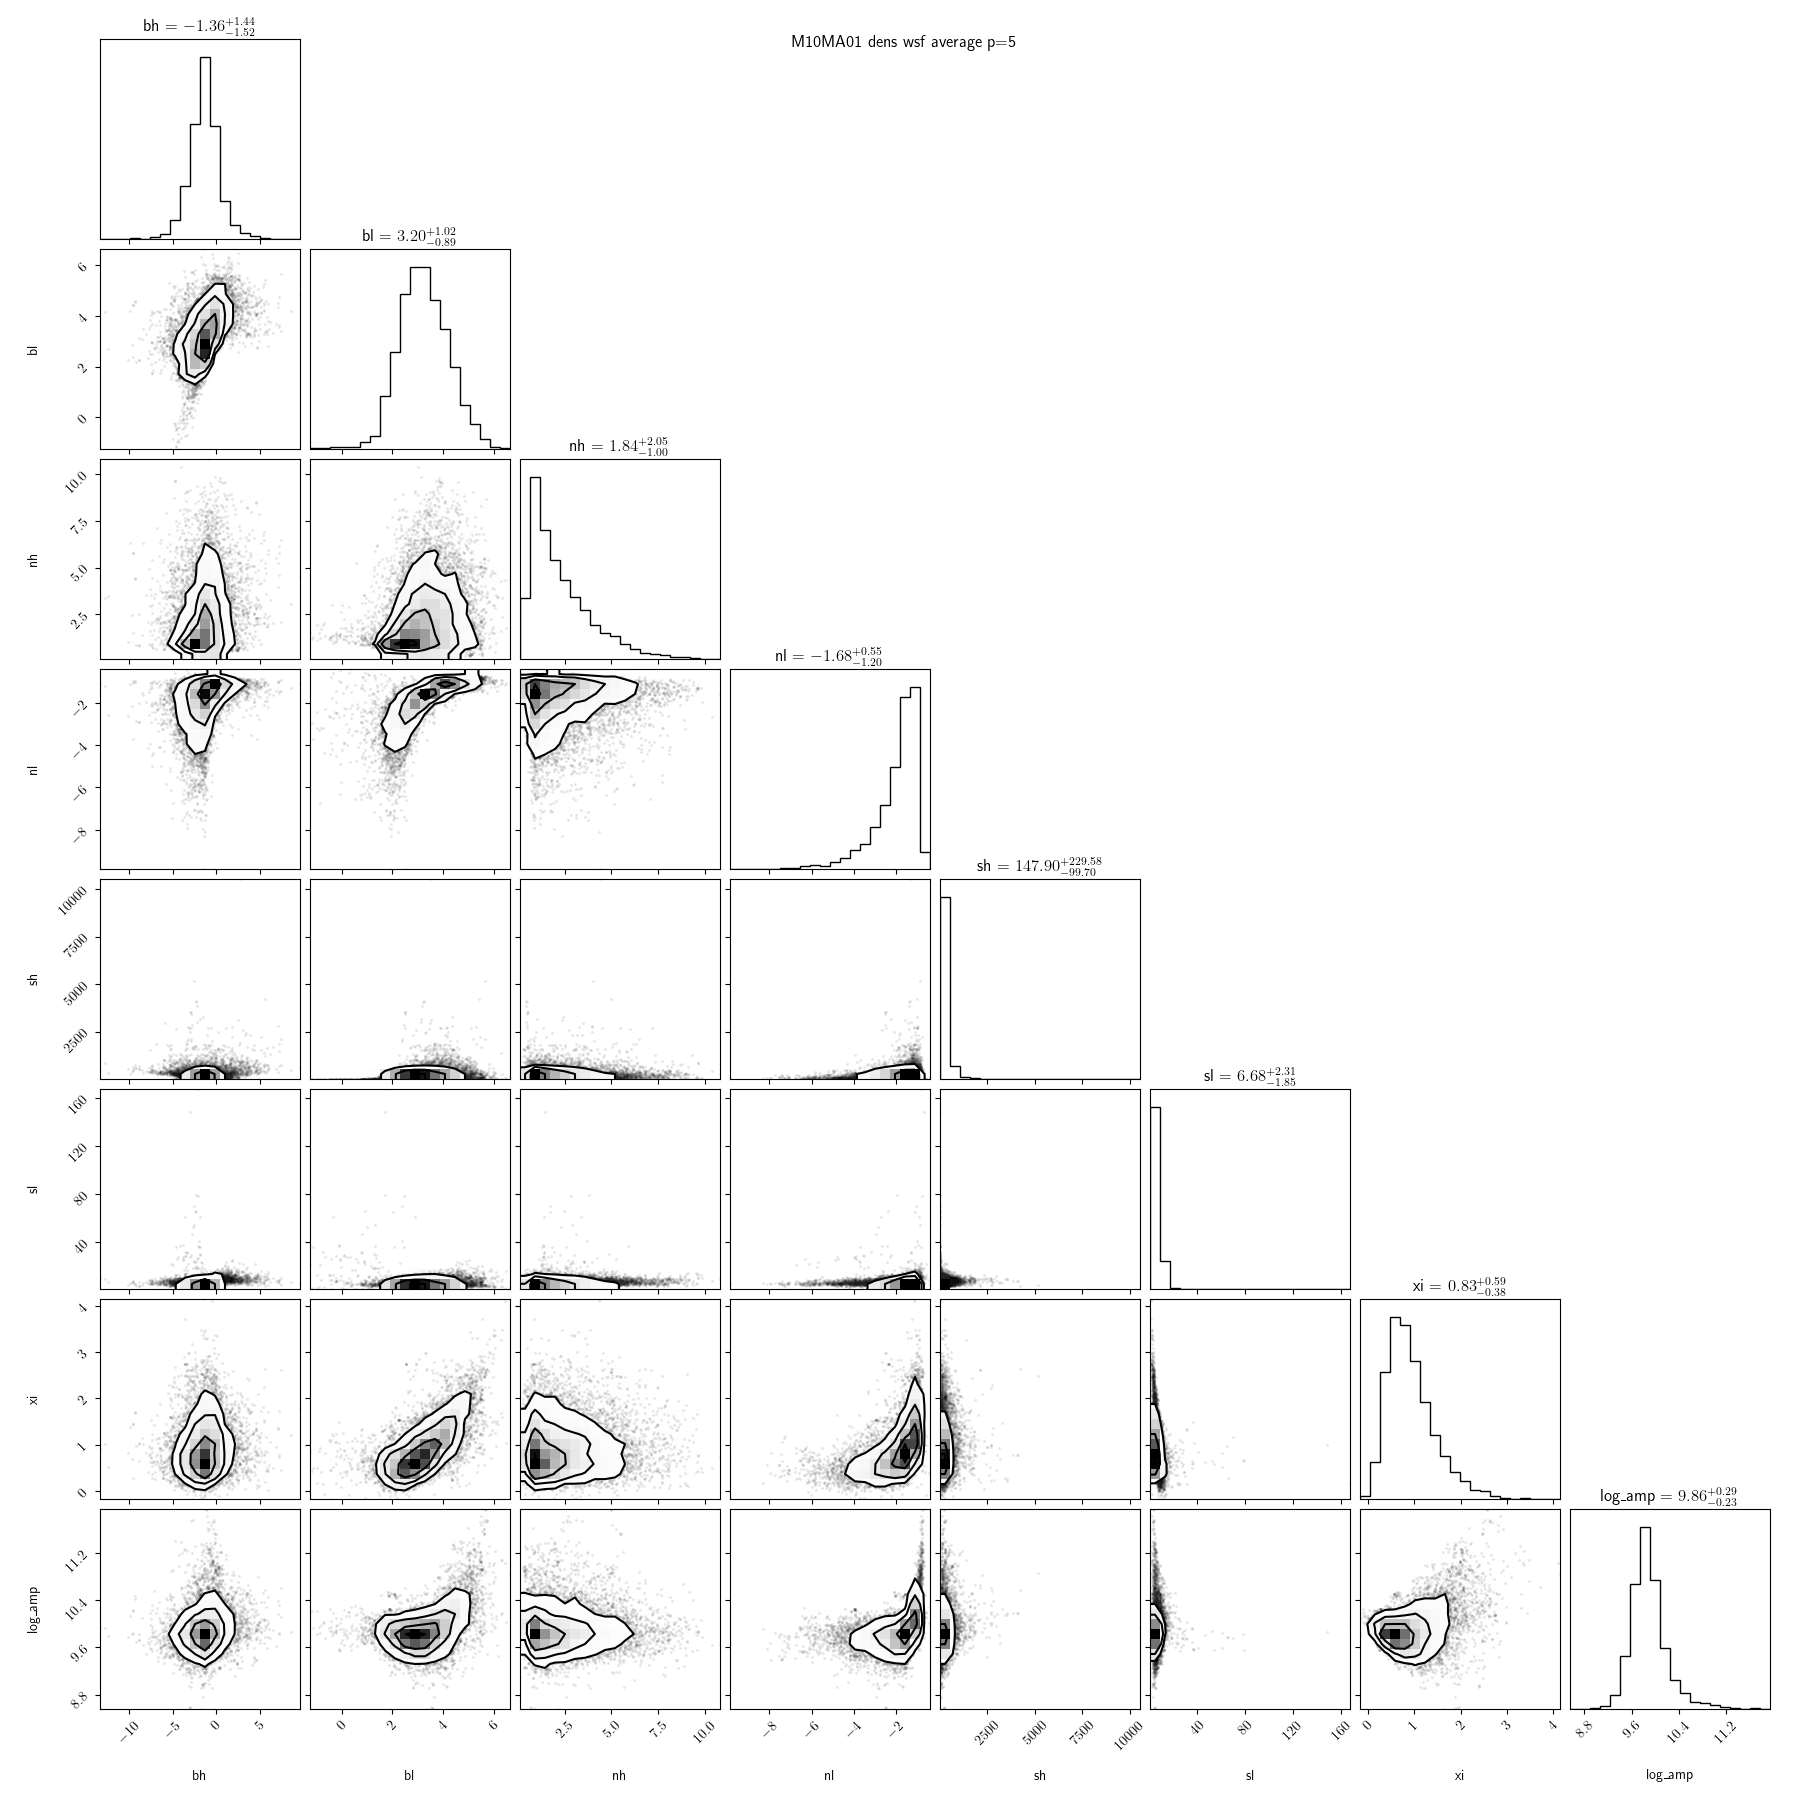 bh = −1.36 +1.44 −1.52
M10MA01 dens wsf average p=5
bl = 3.20 +1.02 −0.89
6
4
2
0
bl
nh = 1.84 +2.05 −1.00
10.0
7.5
5.0
2.5
nh
nl = −1.68 +0.55 −1.20
−2
−4
−6
−8
nl
sh = 147.90 +229.58 −99.70
10000
7500
5000
2500
sh
sl = 6.68 +2.31 −1.85
160
120
80
40
sl
xi = 0.83 +0.59 −0.38
4
3
2
1
0
xi
log_amp = 9.86 +0.29 −0.23
11.2
10.4
9.6
8.8
log_amp
−10 −5 0 5 0 2 4 6 2.5 5.0 7.5 10.0 −8 −6 −4 −2 2500 5000 7500 10000 40 80 120 160 0 1 2 3 4 8.8 9.6 10.4 11.2
bh bl nh nl sh sl xi log_amp